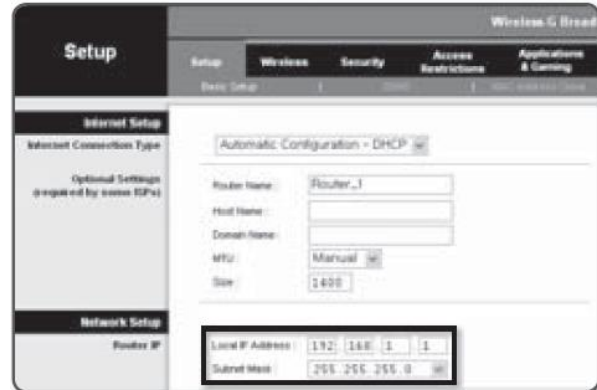 Wireless-G Broad
Setup
Setup Wireless Security Access Restrictions Applications & Gaming
Basic Setup
Internet Setup
Internet Connection Type
Automatic Configuration - DHCP
Optional Settings
(required by some ISPs)
Router Name: Router_1
Host Name:
Domain Name:
MTU: Manual
Size: 1400
Network Setup
Router IP
Local IP Address: 192 168 1 1
Subnet Mask: 255.255.255.0